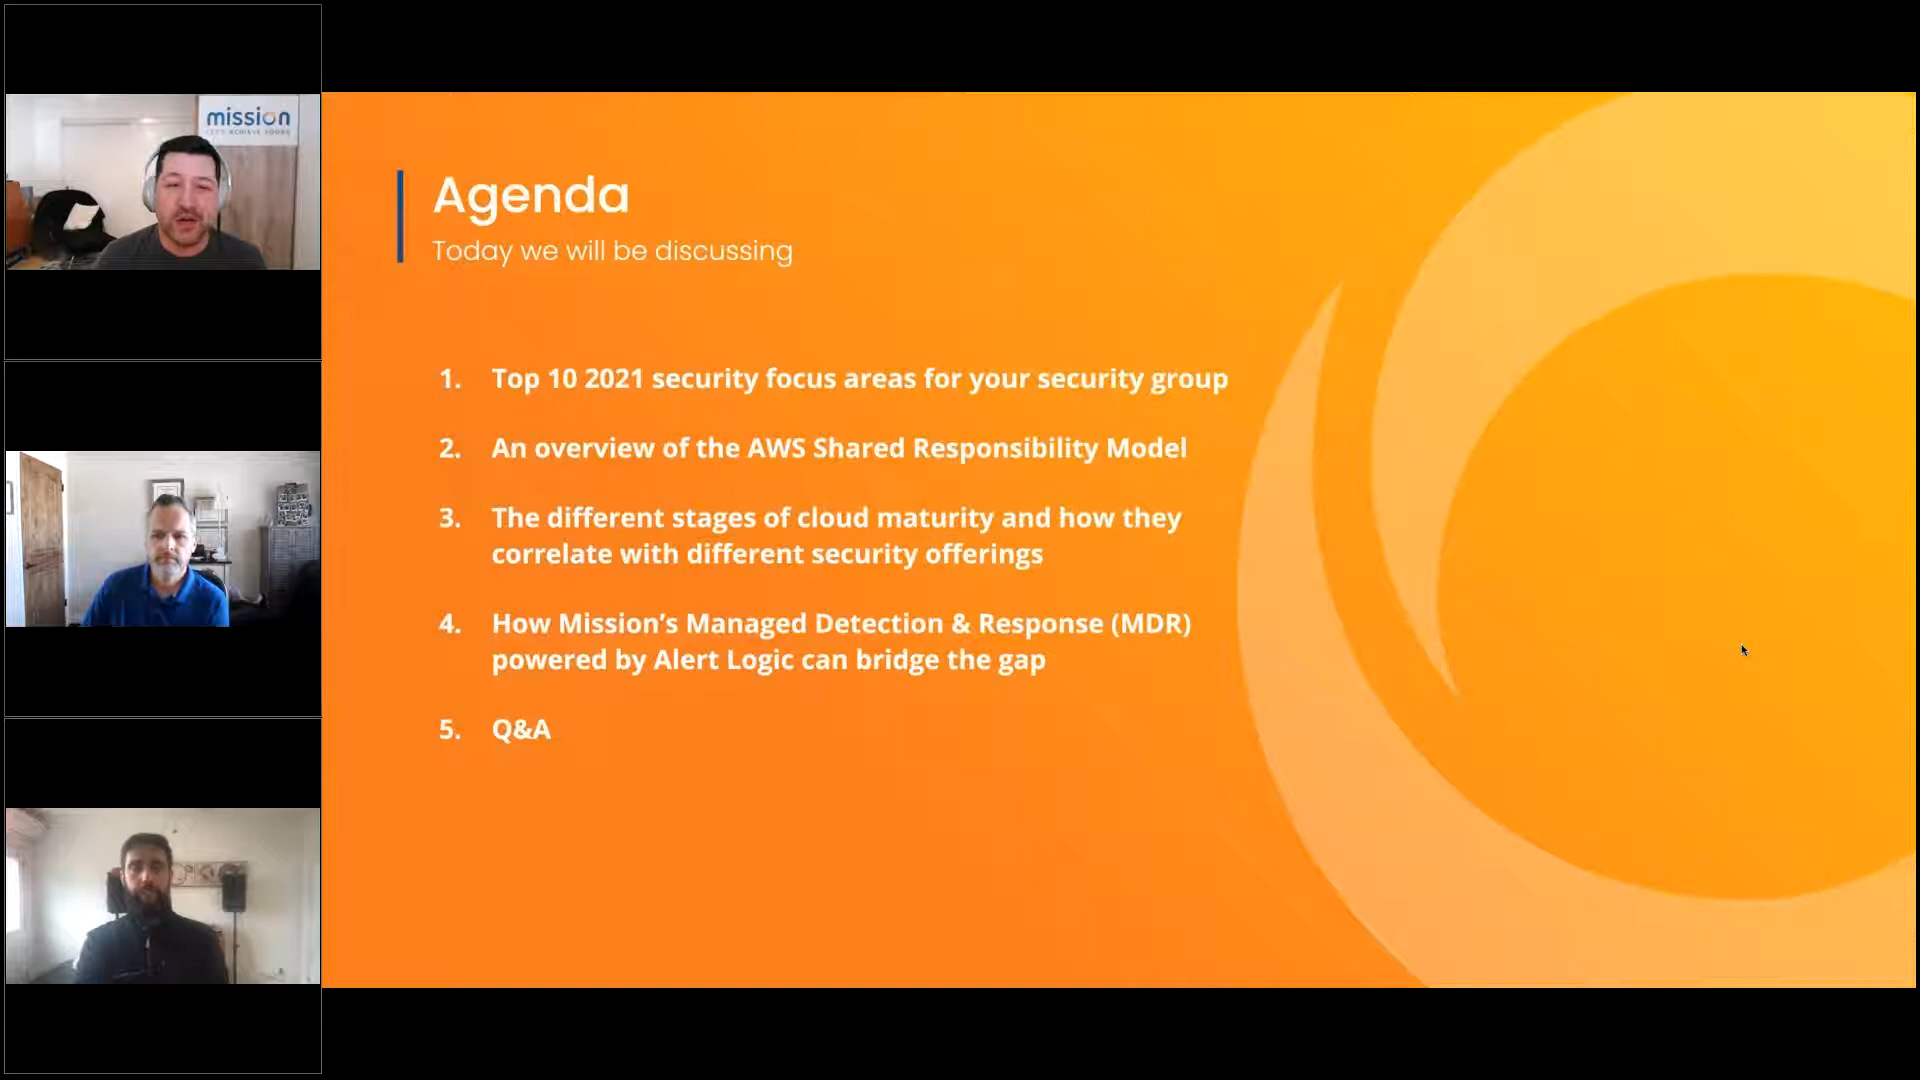 mission
LET'S ACHIEVE YOURS
Agenda
Today we will be discussing
1. Top 10 2021 security focus areas for your security group
2. An overview of the AWS Shared Responsibility Model
3. The different stages of cloud maturity and how they
correlate with different security offerings
4. How Mission’s Managed Detection & Response (MDR)
powered by Alert Logic can bridge the gap
5. Q&A